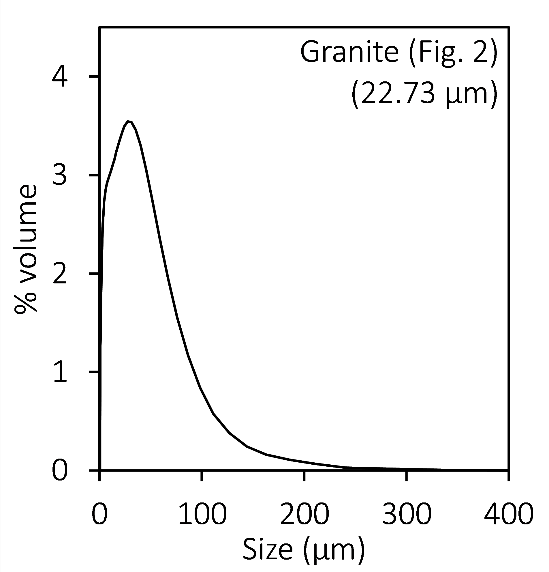 Granite (Fig. 2)
(22.73 µm)
% volume
4
3
2
1
0
0 100 200 300 400
Size (µm)